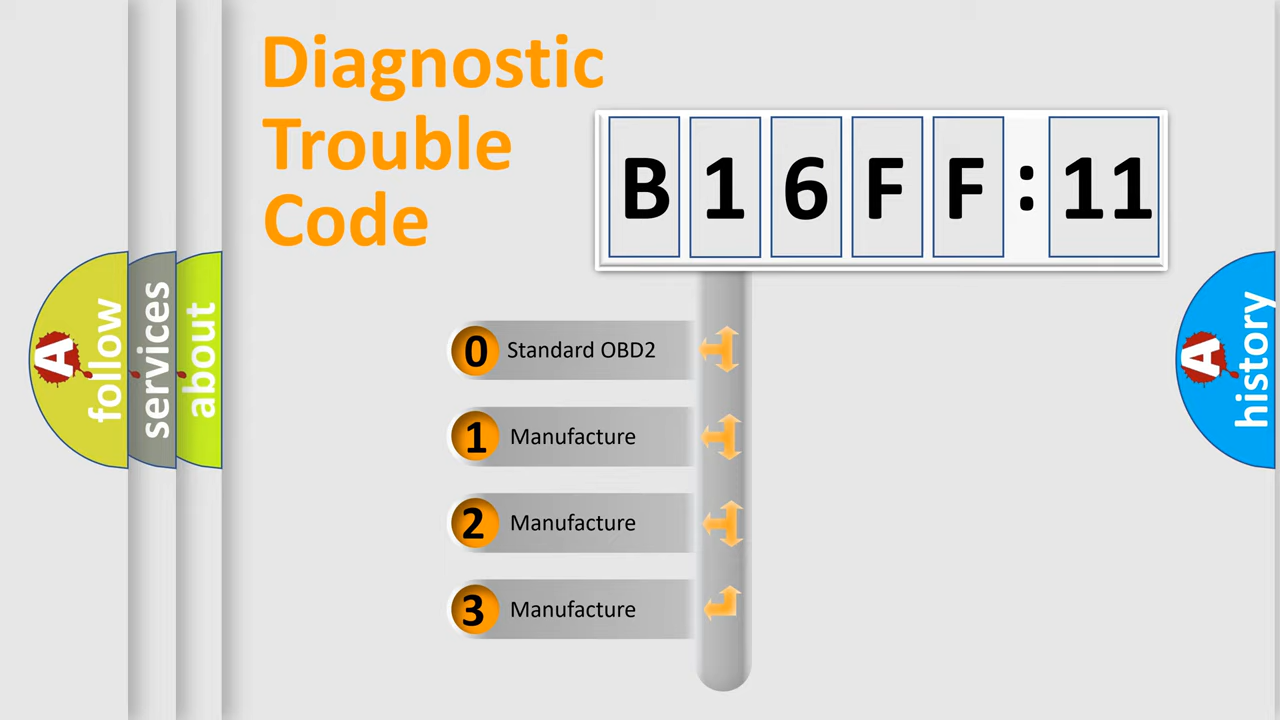 Diagnostic
Trouble
Code
B 1 6 F F : 11
0 Standard OBD2
1 Manufacture
2 Manufacture
3 Manufacture
A follow
services
about
A history